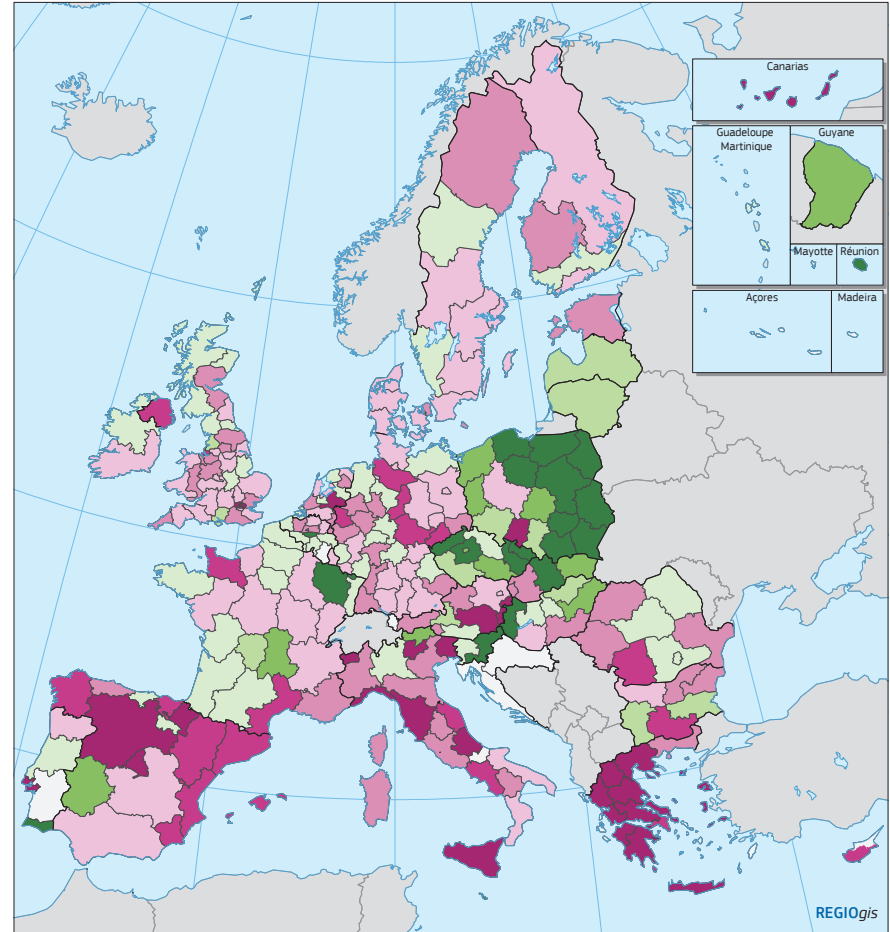 Canarias
Guadeloupe
Martinique
Guyane
Mayotte
Réunion
Açores
Madeira
REGIOgis